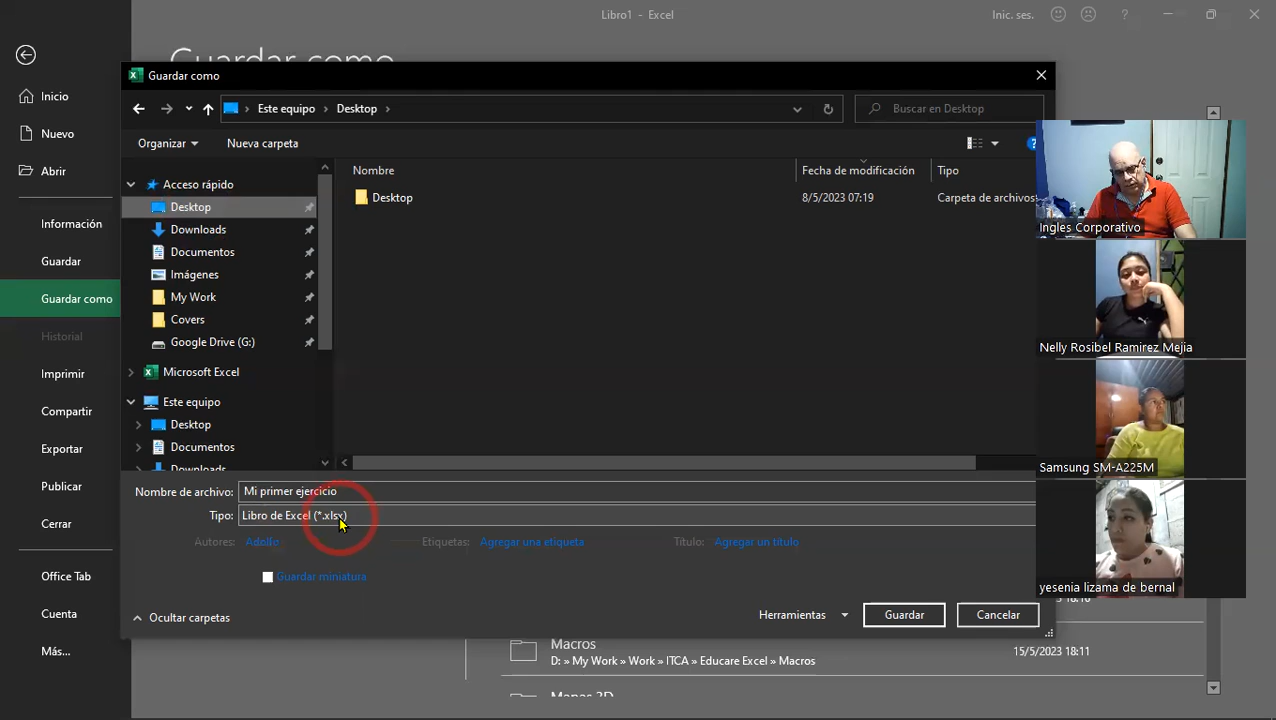 Libro1 - Excel
Inic. ses.
?
Guardar como
Guardar como
Este equipo > Desktop >
Buscar en Desktop
Organizar
Nueva carpeta
Nombre
Fecha de modificación
Tipo
Desktop
8/5/2023 07:19
Carpeta de archivos
Acceso rápido
Desktop
Downloads
Documentos
Imágenes
My Work
Covers
Google Drive (G:)
Microsoft Excel
Este equipo
Desktop
Documentos
Downloads
Nombre de archivo: Mi primer ejercicio
Tipo: Libro de Excel (*.xlsx)
Autores: Adolfo
Etiquetas: Agregar una etiqueta
Título: Agregar un título
Guardar miniatura
Ocultar carpetas
Herramientas
Guardar
Cancelar
Inicio
Nuevo
Abrir
Información
Guardar
Guardar como
Historial
Imprimir
Compartir
Exportar
Publicar
Cerrar
Office Tab
Cuenta
Más...
Macros
D: » My Work » Work » ITCA » Educare Excel » Macros
15/5/2023 18:11
Mapas 3D
Ingles Corporativo
Nelly Rosibel Ramirez Mejia
Samsung SM-A225M
yesenia lizama de bernal